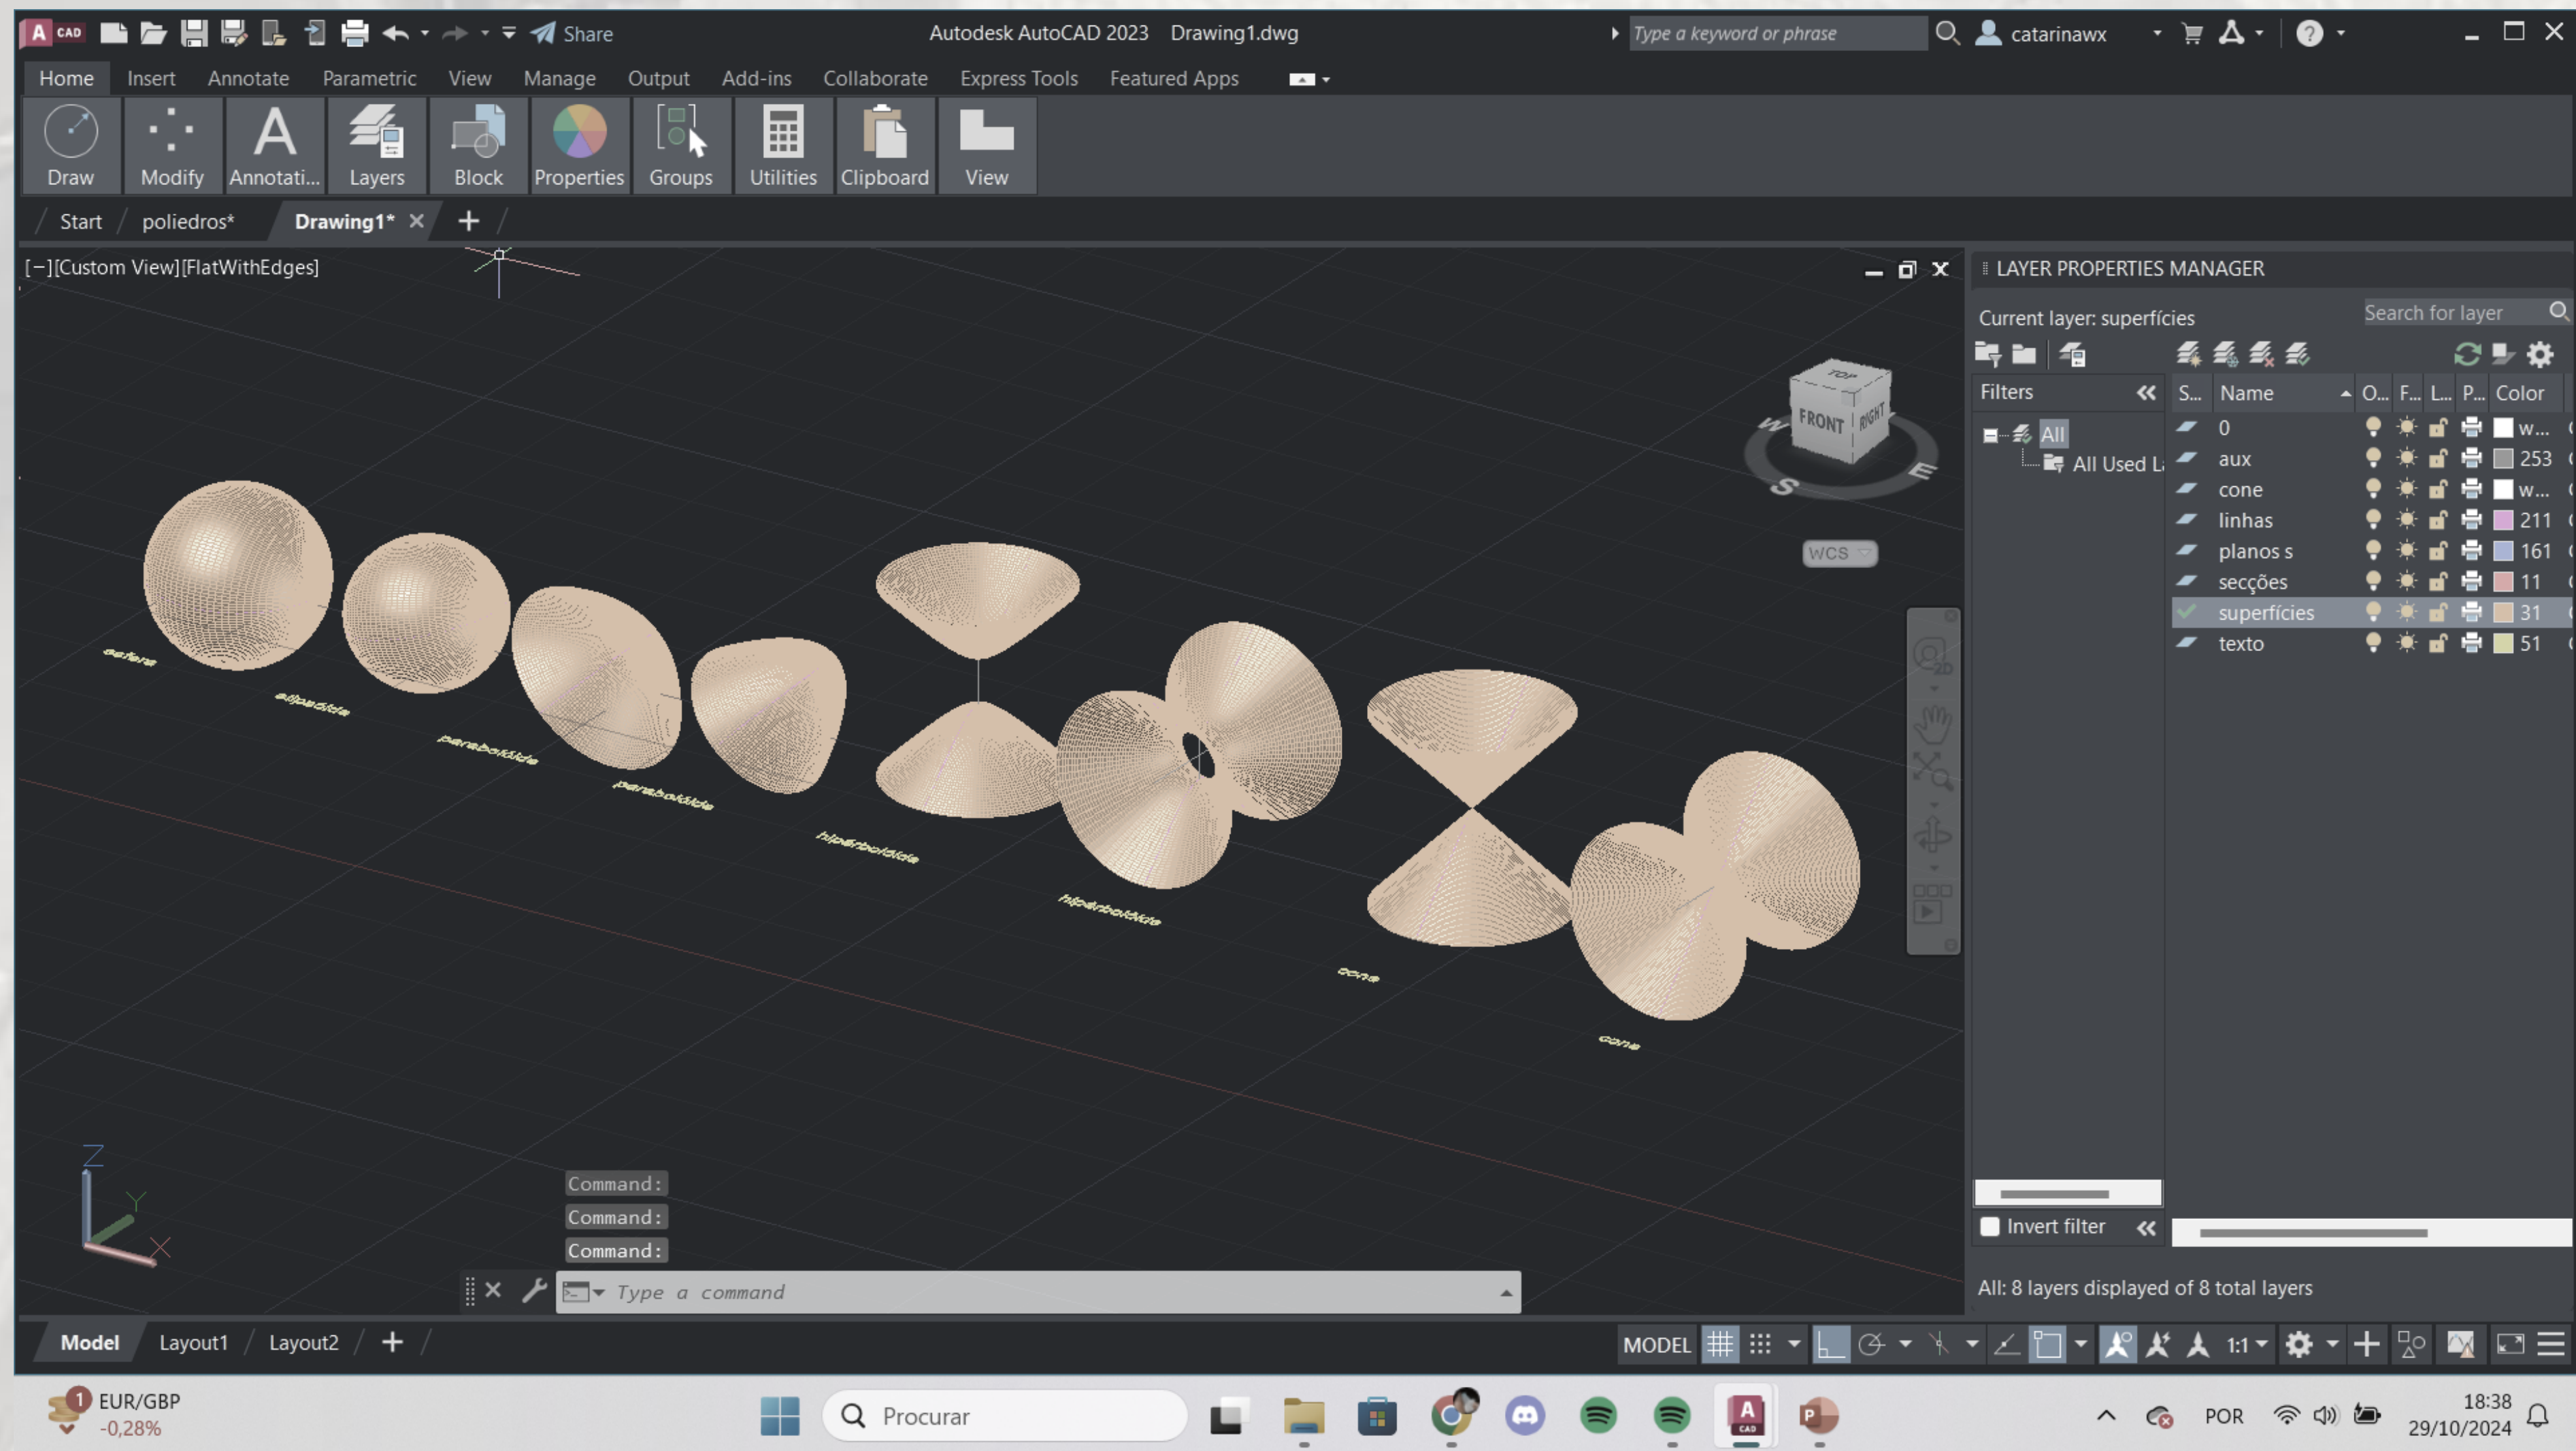 A CAD
Share
Autodesk AutoCAD 2023 Drawing1.dwg
Type a keyword or phrase
catarinawx
Home Insert Annotate Parametric View Manage Output Add-ins Collaborate Express Tools Featured Apps
Draw Modify Annotati... Layers Block Properties Groups Utilities Clipboard View
Start poliedros* Drawing1*
[−][Custom View][FlatWithEdges]
TOP
FRONT RIGHT
W S E
WCS
2D
esfera
elipsóide
parabolóide
parabolóide
hiperbolóide
hiperbolóide
cone
cone
Z
Y
X
Command:
Command:
Command:
Type a command
LAYER PROPERTIES MANAGER
Current layer: superfícies
Search for layer
Filters
All
All Used L
S... Name O... F... L... P... Color
0 w...
aux 253
cone w...
linhas 211
planos s 161
secções 11
superfícies 31
texto 51
Invert filter
All: 8 layers displayed of 8 total layers
Model Layout1 Layout2
MODEL 1:1
1 EUR/GBP
-0,28%
Procurar
A CAD
P
POR
18:38
29/10/2024